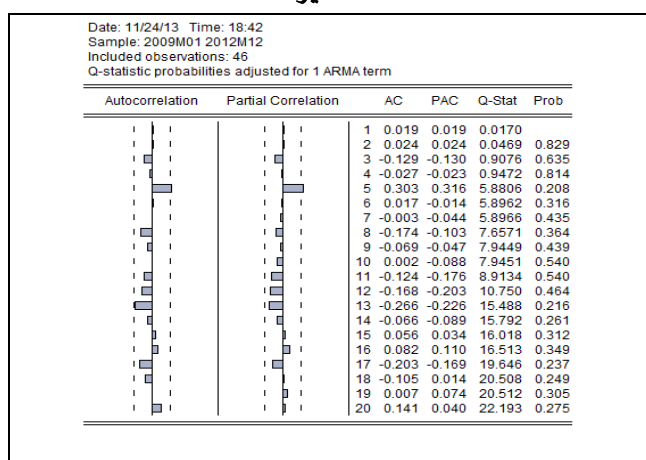 Date: 11/24/13 Time: 18:42
Sample: 2009M01 2012M12
Included observations: 46
Q-statistic probabilities adjusted for 1 ARMA term
Autocorrelation Partial Correlation AC PAC Q-Stat Prob
1 0.019 0.019 0.0170
2 0.024 0.024 0.0469 0.829
3 -0.129 -0.130 0.9076 0.635
4 -0.027 -0.023 0.9472 0.814
5 0.303 0.316 5.8806 0.208
6 0.017 -0.014 5.8962 0.316
7 -0.003 -0.044 5.8966 0.435
8 -0.174 -0.103 7.6571 0.364
9 -0.069 -0.047 7.9449 0.439
10 0.002 -0.088 7.9451 0.540
11 -0.124 -0.176 8.9134 0.540
12 -0.168 -0.203 10.750 0.464
13 -0.266 -0.226 15.488 0.216
14 -0.066 -0.089 15.792 0.261
15 0.056 0.034 16.018 0.312
16 0.082 0.110 16.513 0.349
17 -0.203 -0.169 19.646 0.237
18 -0.105 0.014 20.508 0.249
19 0.007 0.074 20.512 0.305
20 0.141 0.040 22.193 0.275